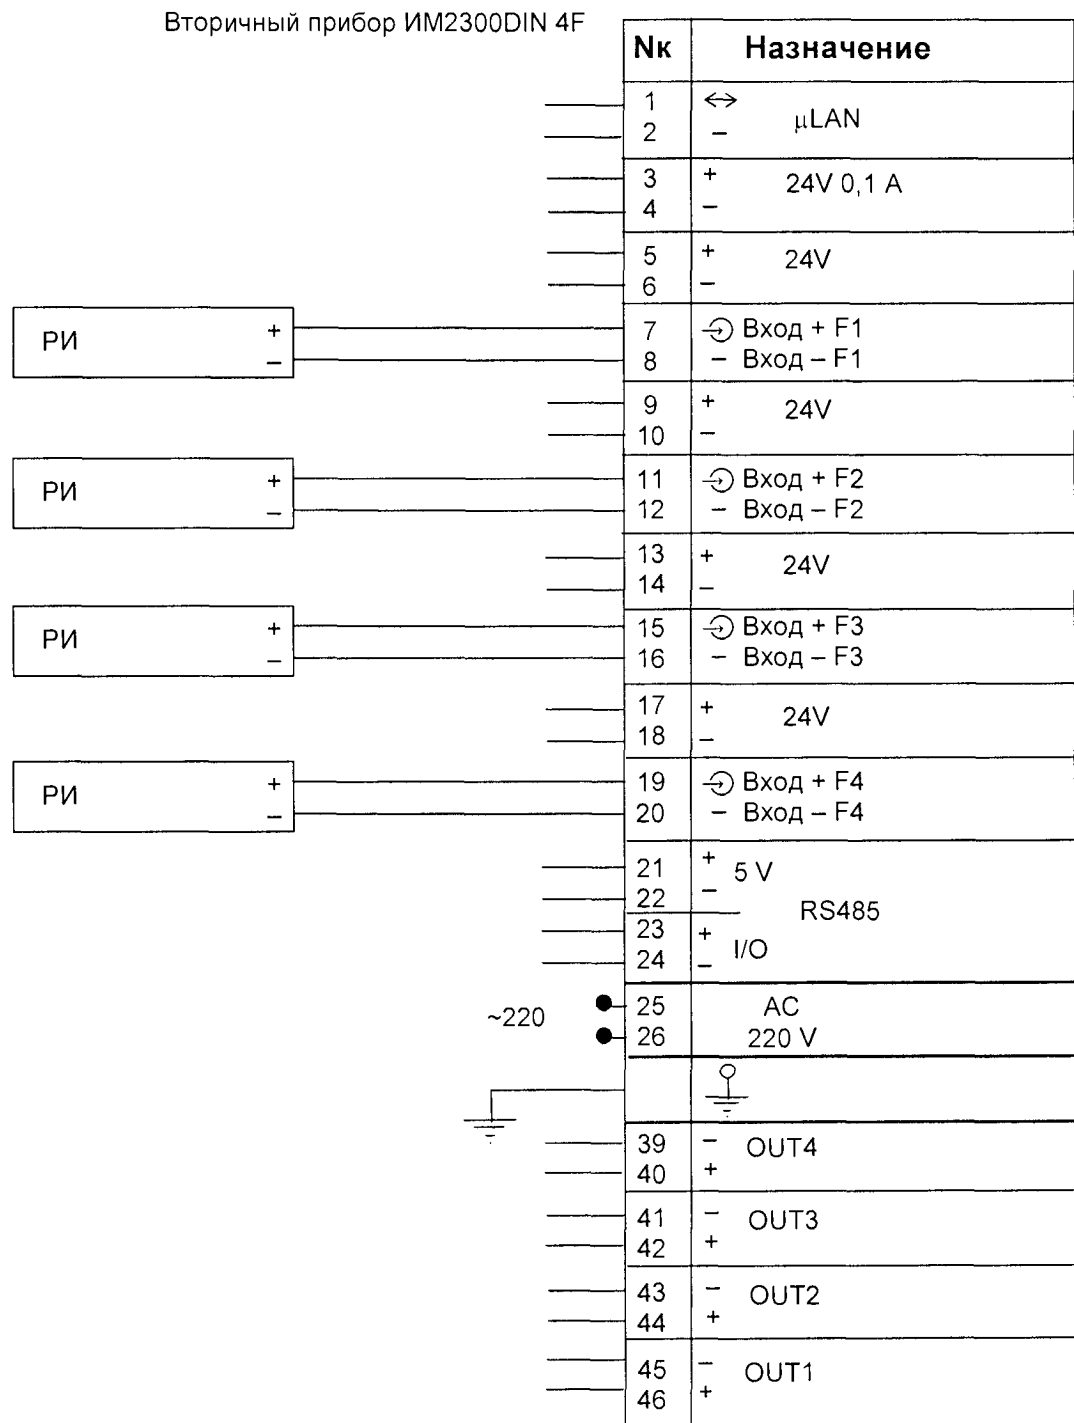 Вторичный прибор ИМ2300DIN 4F
Nк Назначение
1 ↔
μLAN
2 –
3 + 24V 0,1 А
4 –
5 + 24V
6 –
РИ + 7 Вход + F1
– 8 – Вход – F1
9 + 24V
10 –
РИ + 11 Вход + F2
– 12 – Вход – F2
13 + 24V
14 –
РИ + 15 Вход + F3
– 16 – Вход – F3
17 + 24V
18 –
РИ + 19 Вход + F4
– 20 – Вход – F4
21 + 5 V
22 –
RS485
23 +
I/O
24 –
~220
25 AC
26 220 V
39 – OUT4
40 +
41 – OUT3
42 +
43 – OUT2
44 +
45 – OUT1
46 +